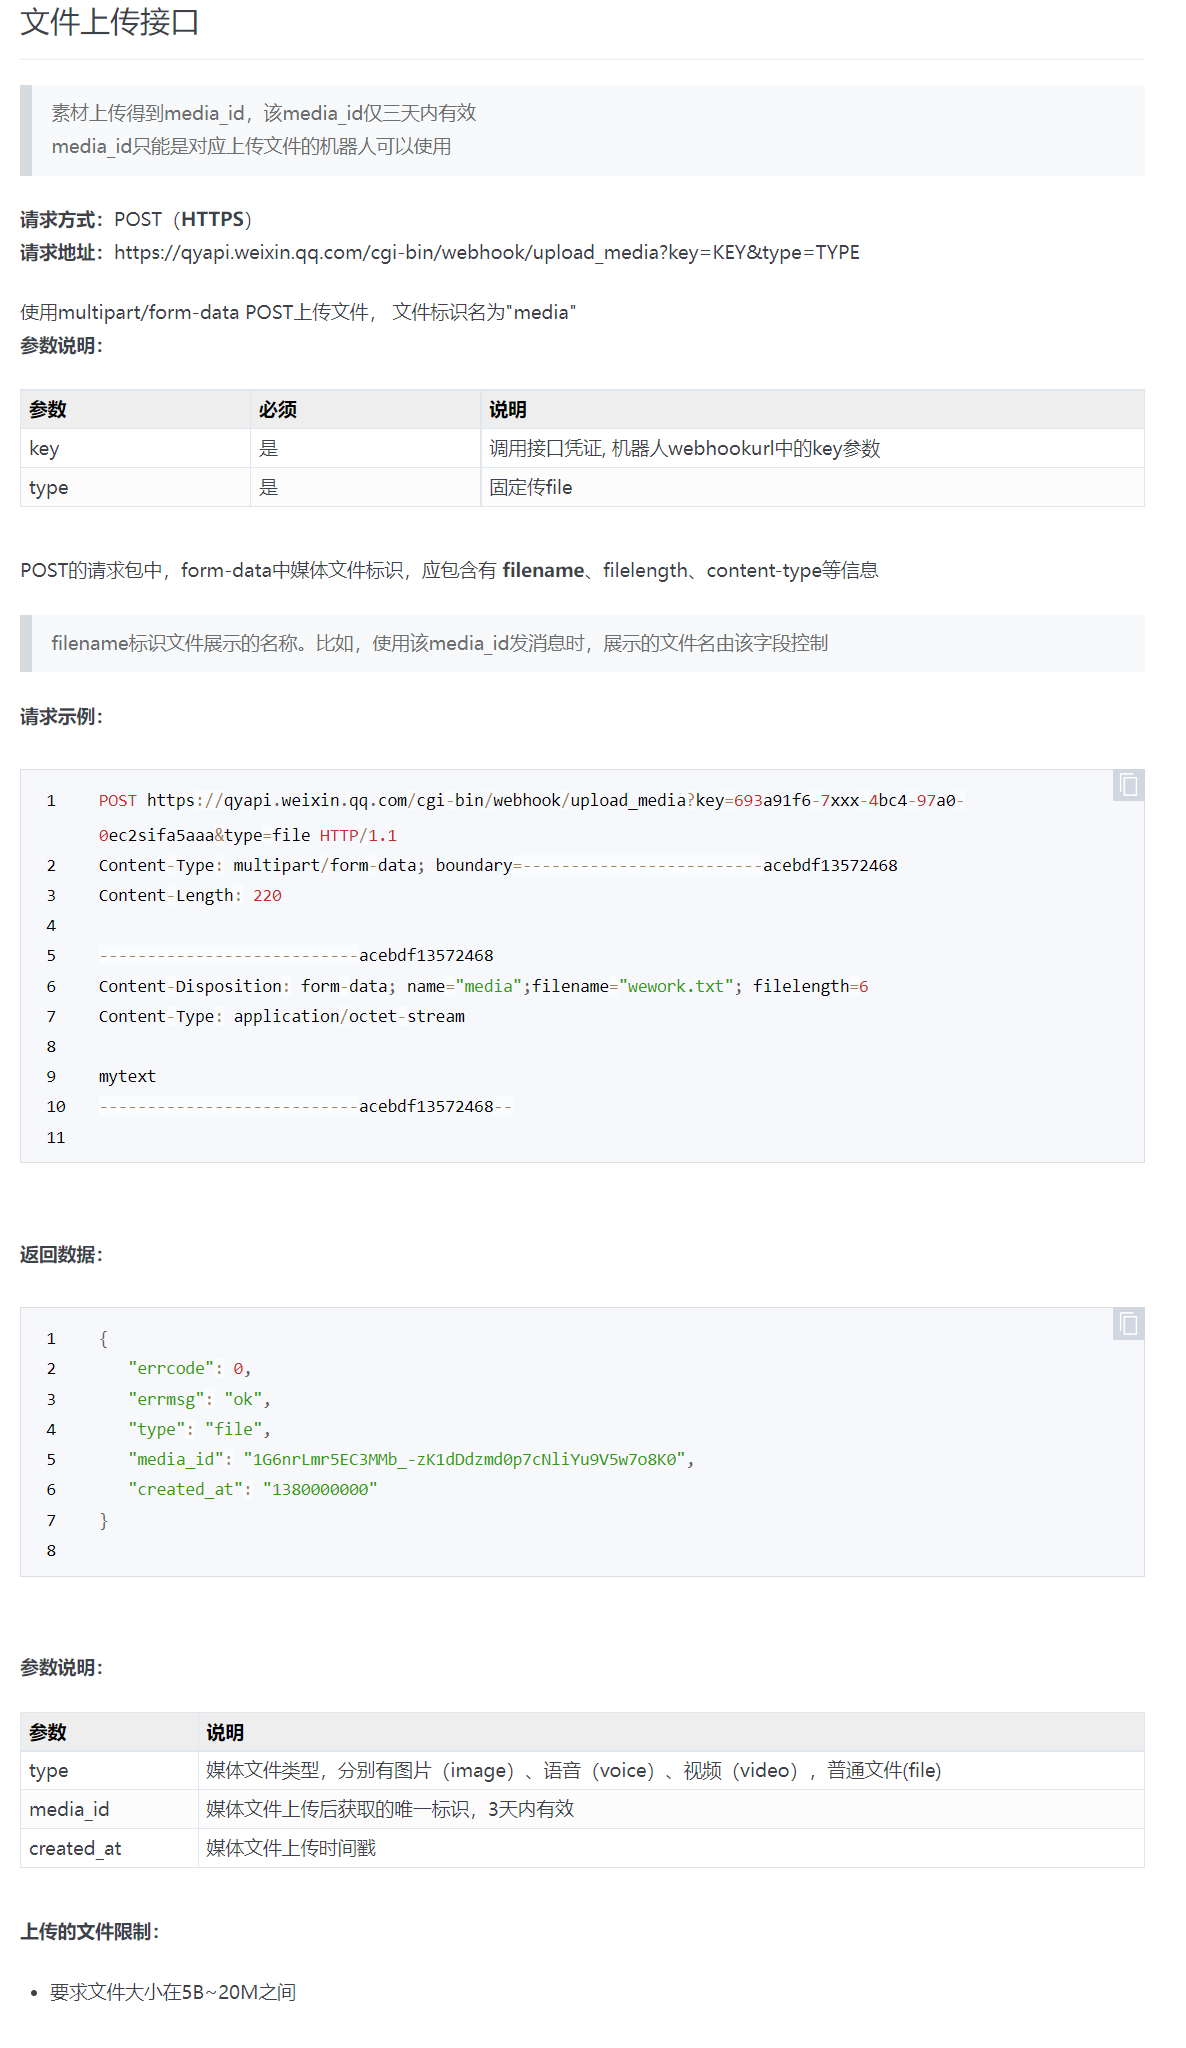 文件上传接口
素材上传得到media_id，该media_id仅三天内有效
media_id只能是对应上传文件的机器人可以使用
请求方式：POST（HTTPS）
请求地址：https://qyapi.weixin.qq.com/cgi-bin/webhook/upload_media?key=KEY&type=TYPE
使用multipart/form-data POST上传文件， 文件标识名为"media"
参数说明：
参数 必须 说明
key 是 调用接口凭证, 机器人webhookurl中的key参数
type 是 固定传file
POST的请求包中，form-data中媒体文件标识，应包含有 filename、filelength、content-type等信息
filename标识文件展示的名称。比如，使用该media_id发消息时，展示的文件名由该字段控制
请求示例：
1 POST https://qyapi.weixin.qq.com/cgi-bin/webhook/upload_media?key=693a91f6-7xxx-4bc4-97a0-
0ec2sifa5aaa&type=file HTTP/1.1
2 Content-Type: multipart/form-data; boundary=-------------------------acebdf13572468
3 Content-Length: 220
4
5 ---------------------------acebdf13572468
6 Content-Disposition: form-data; name="media";filename="wework.txt"; filelength=6
7 Content-Type: application/octet-stream
8
9 mytext
10 ---------------------------acebdf13572468--
11
返回数据：
1 {
2 "errcode": 0,
3 "errmsg": "ok",
4 "type": "file",
5 "media_id": "1G6nrLmr5EC3MMb_-zK1dDdzmd0p7cNliYu9V5w7o8K0",
6 "created_at": "1380000000"
7 }
8
参数说明：
参数 说明
type 媒体文件类型，分别有图片（image）、语音（voice）、视频（video），普通文件(file)
media_id 媒体文件上传后获取的唯一标识，3天内有效
created_at 媒体文件上传时间戳
上传的文件限制：
• 要求文件大小在5B~20M之间